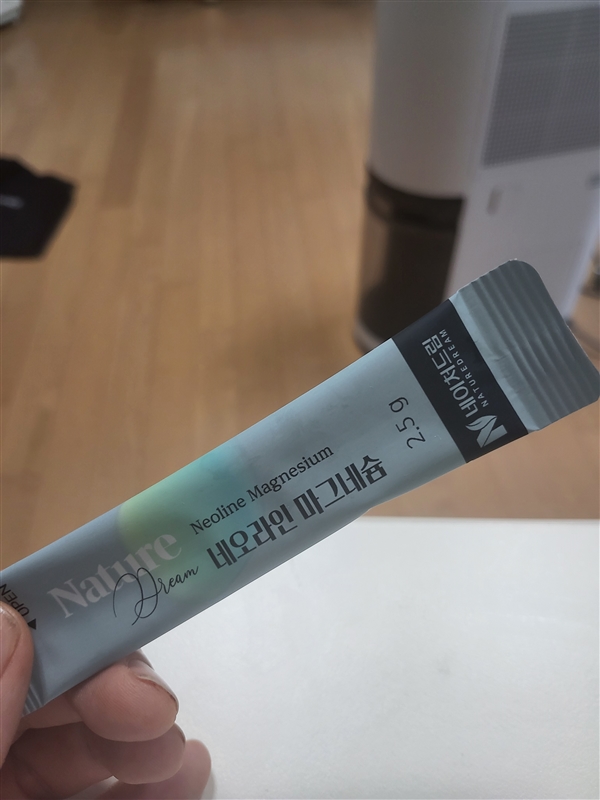 OPEN
Nature
Dream
Neoline Magnesium
네오라인 마그네슘
2.5g
네이처드림
NATUREDREAM